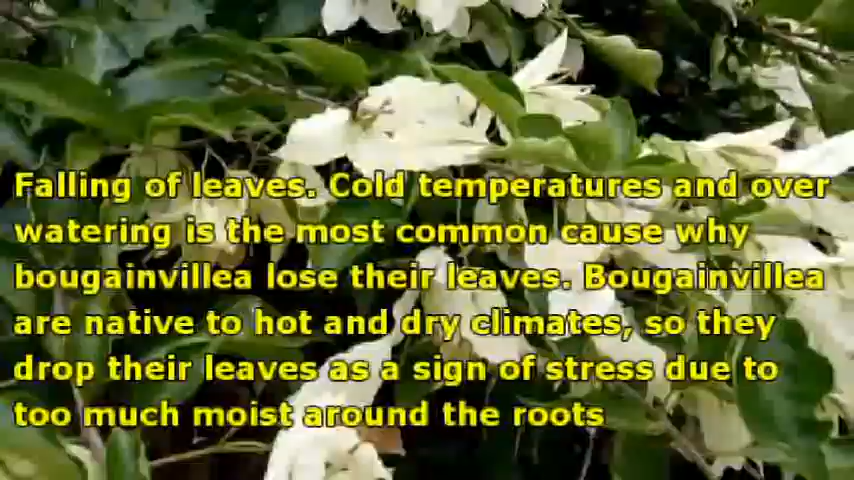 Falling of leaves. Cold temperatures and over
watering is the most common cause why
bougainvillea lose their leaves. Bougainvillea
are native to hot and dry climates, so they
drop their leaves as a sign of stress due to
too much moist around the roots